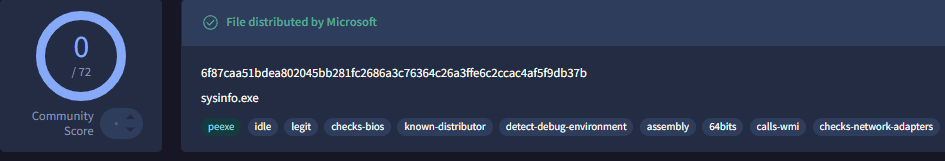 File distributed by Microsoft
0
/ 72
6f87caa51bdea802045bb281fc2686a3c76364c26a3ffe6c2ccac4af5f9db37b
sysinfo.exe
Community
Score
peexe idle legit checks-bios known-distributor detect-debug-environment assembly 64bits calls-wmi checks-network-adapters